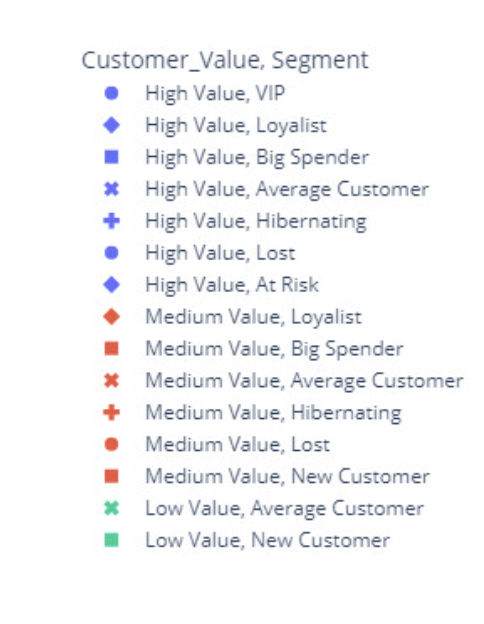 Customer_Value, Segment
High Value, VIP
High Value, Loyalist
High Value, Big Spender
High Value, Average Customer
High Value, Hibernating
High Value, Lost
High Value, At Risk
Medium Value, Loyalist
Medium Value, Big Spender
Medium Value, Average Customer
Medium Value, Hibernating
Medium Value, Lost
Medium Value, New Customer
Low Value, Average Customer
Low Value, New Customer